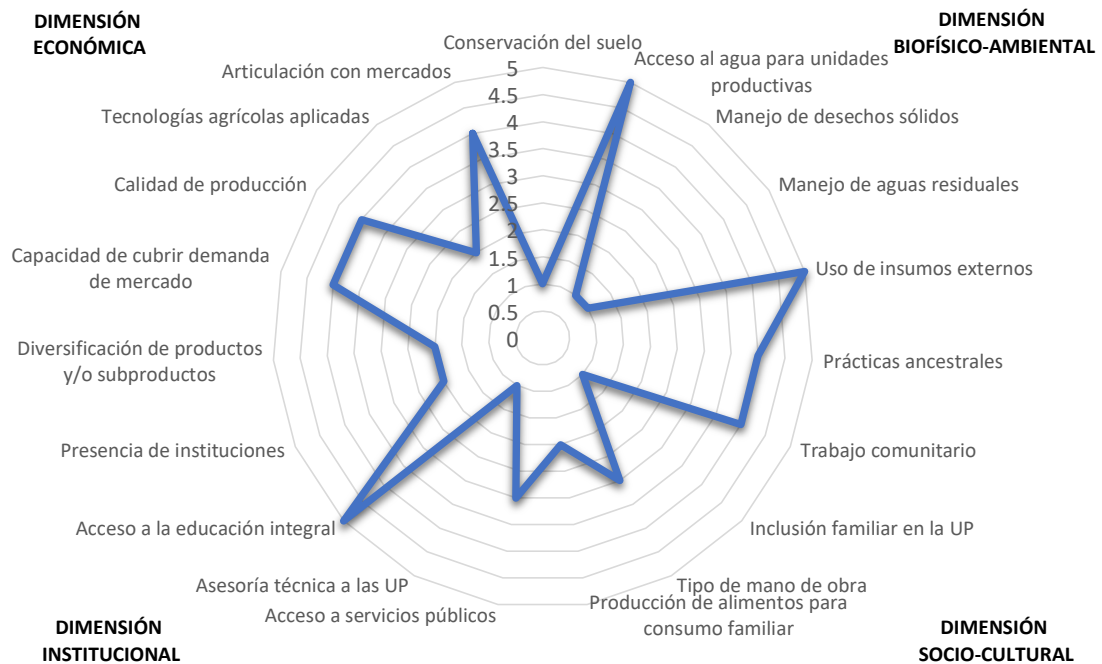 DIMENSIÓN
ECONÓMICA
DIMENSIÓN
BIOFÍSICO-AMBIENTAL
Conservación del suelo
Acceso al agua para unidades
productivas
Manejo de desechos sólidos
Manejo de aguas residuales
Uso de insumos externos
Prácticas ancestrales
Trabajo comunitario
Inclusión familiar en la UP
Tipo de mano de obra
Producción de alimentos para
consumo familiar
Acceso a servicios públicos
Asesoría técnica a las UP
Acceso a la educación integral
Presencia de instituciones
Diversificación de productos
y/o subproductos
Capacidad de cubrir demanda
de mercado
Calidad de producción
Tecnologías agrícolas aplicadas
Articulación con mercados
5
4.5
4
3.5
3
2.5
2
1.5
1
0.5
0
DIMENSIÓN
INSTITUCIONAL
DIMENSIÓN
SOCIO-CULTURAL